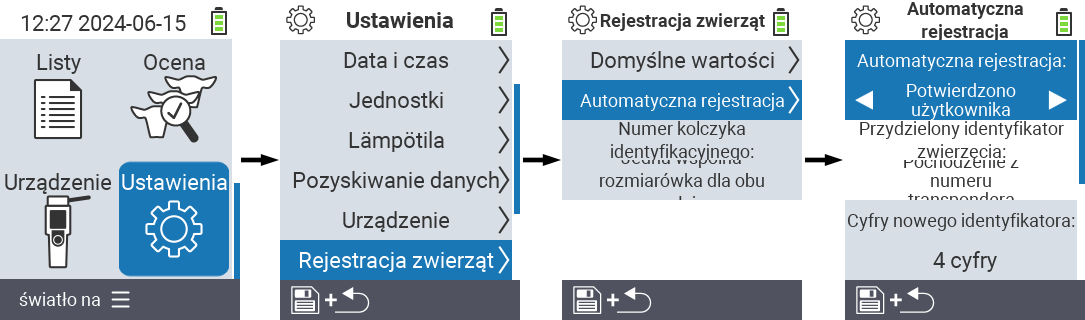 12:27 2024-06-15
Listy
Ocena
Urządzenie
Ustawienia
światło na
Ustawienia
Data i czas
Jednostki
Lämpötila
Pozyskiwanie danych
Urządzenie
Rejestracja zwierząt
+
Rejestracja zwierząt
Domyślne wartości
Automatyczna rejestracja
Numer kolczyka
identyfikacyjnego:
rozmiarówka dla obu
+
Automatyczna
rejestracja
Automatyczna rejestracja:
Potwierdzono
użytkownika
Przydzielony identyfikator
zwierzęcia:
Pochodzenie z
numeru
transpondera
Cyfry nowego identyfikatora:
4 cyfry
+